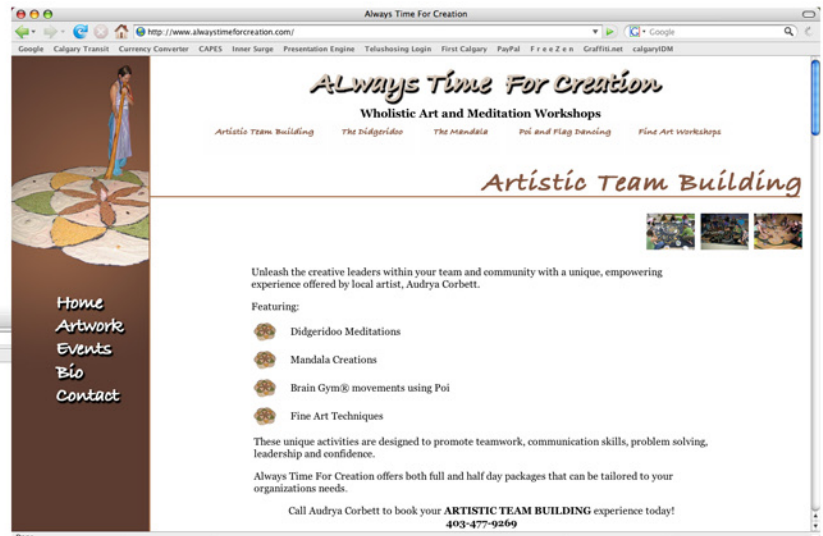 Always Time For Creation
http://www.alwaystimeforcreation.com/
Google
Google Calgary Transit Currency Converter CAPES Inner Surge Presentation Engine Telushosing Login First Calgary PayPal F r e e Z e n Graffiti.net calgaryIDM
ALways Time For Creation
Wholistic Art and Meditation Workshops
Artistic Team Building The Didgeridoo The Mandala Poi and Flag Dancing Fine Art Workshops
Artistic Team Building
Home
Artwork
Events
Bio
Contact
Unleash the creative leaders within your team and community with a unique, empowering
experience offered by local artist, Audrya Corbett.
Featuring:
Didgeridoo Meditations
Mandala Creations
Brain Gym® movements using Poi
Fine Art Techniques
These unique activities are designed to promote teamwork, communication skills, problem solving,
leadership and confidence.
Always Time For Creation offers both full and half day packages that can be tailored to your
organizations needs.
Call Audrya Corbett to book your ARTISTIC TEAM BUILDING experience today!
403-477-9269